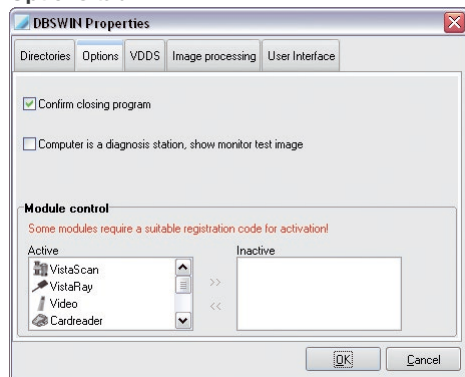 DBSWIN Properties
Directories Options VDDS Image processing User Interface
Confirm closing program
Computer is a diagnosis station, show monitor test image
Module control
Some modules require a suitable registration code for activation!
Active Inactive
VistaScan
VistaRay
>>
Video
<<
Cardreader
OK Cancel